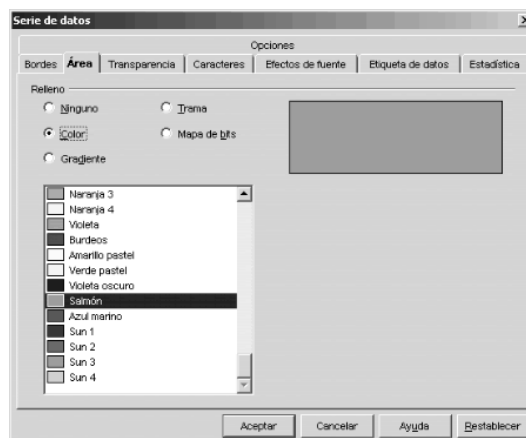 Serie de datos
Opciones
Bordes Área Transparencia Caracteres Efectos de fuente Etiqueta de datos Estadística
Relleno
Ninguno Trama
Color Mapa de bits
Gradiente
Naranja 3
Naranja 4
Violeta
Burdeos
Amarillo pastel
Verde pastel
Violeta oscuro
Salmón
Azul marino
Sun 1
Sun 2
Sun 3
Sun 4
Aceptar Cancelar Ayuda Restablecer